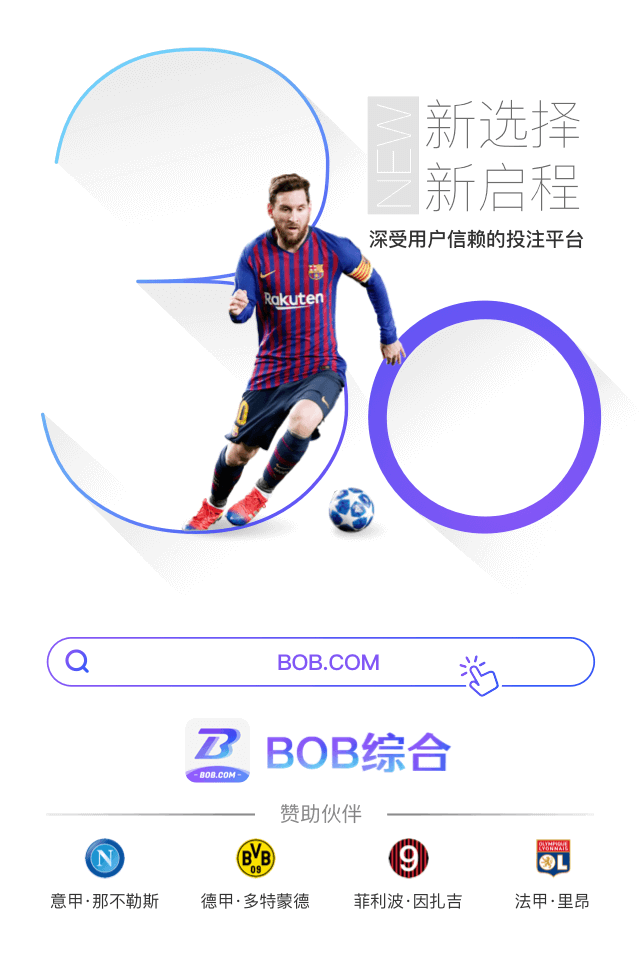 NEW
新选择
新启程
深受用户信赖的投注平台
Rakuten
10
BOB.COM
B
- BOB.COM -
BOB综合
赞助伙伴
N
BVB
09
9
OLYMPIQUE
LYONNAIS
OL
意甲·那不勒斯
德甲·多特蒙德
菲利波·因扎吉
法甲·里昂